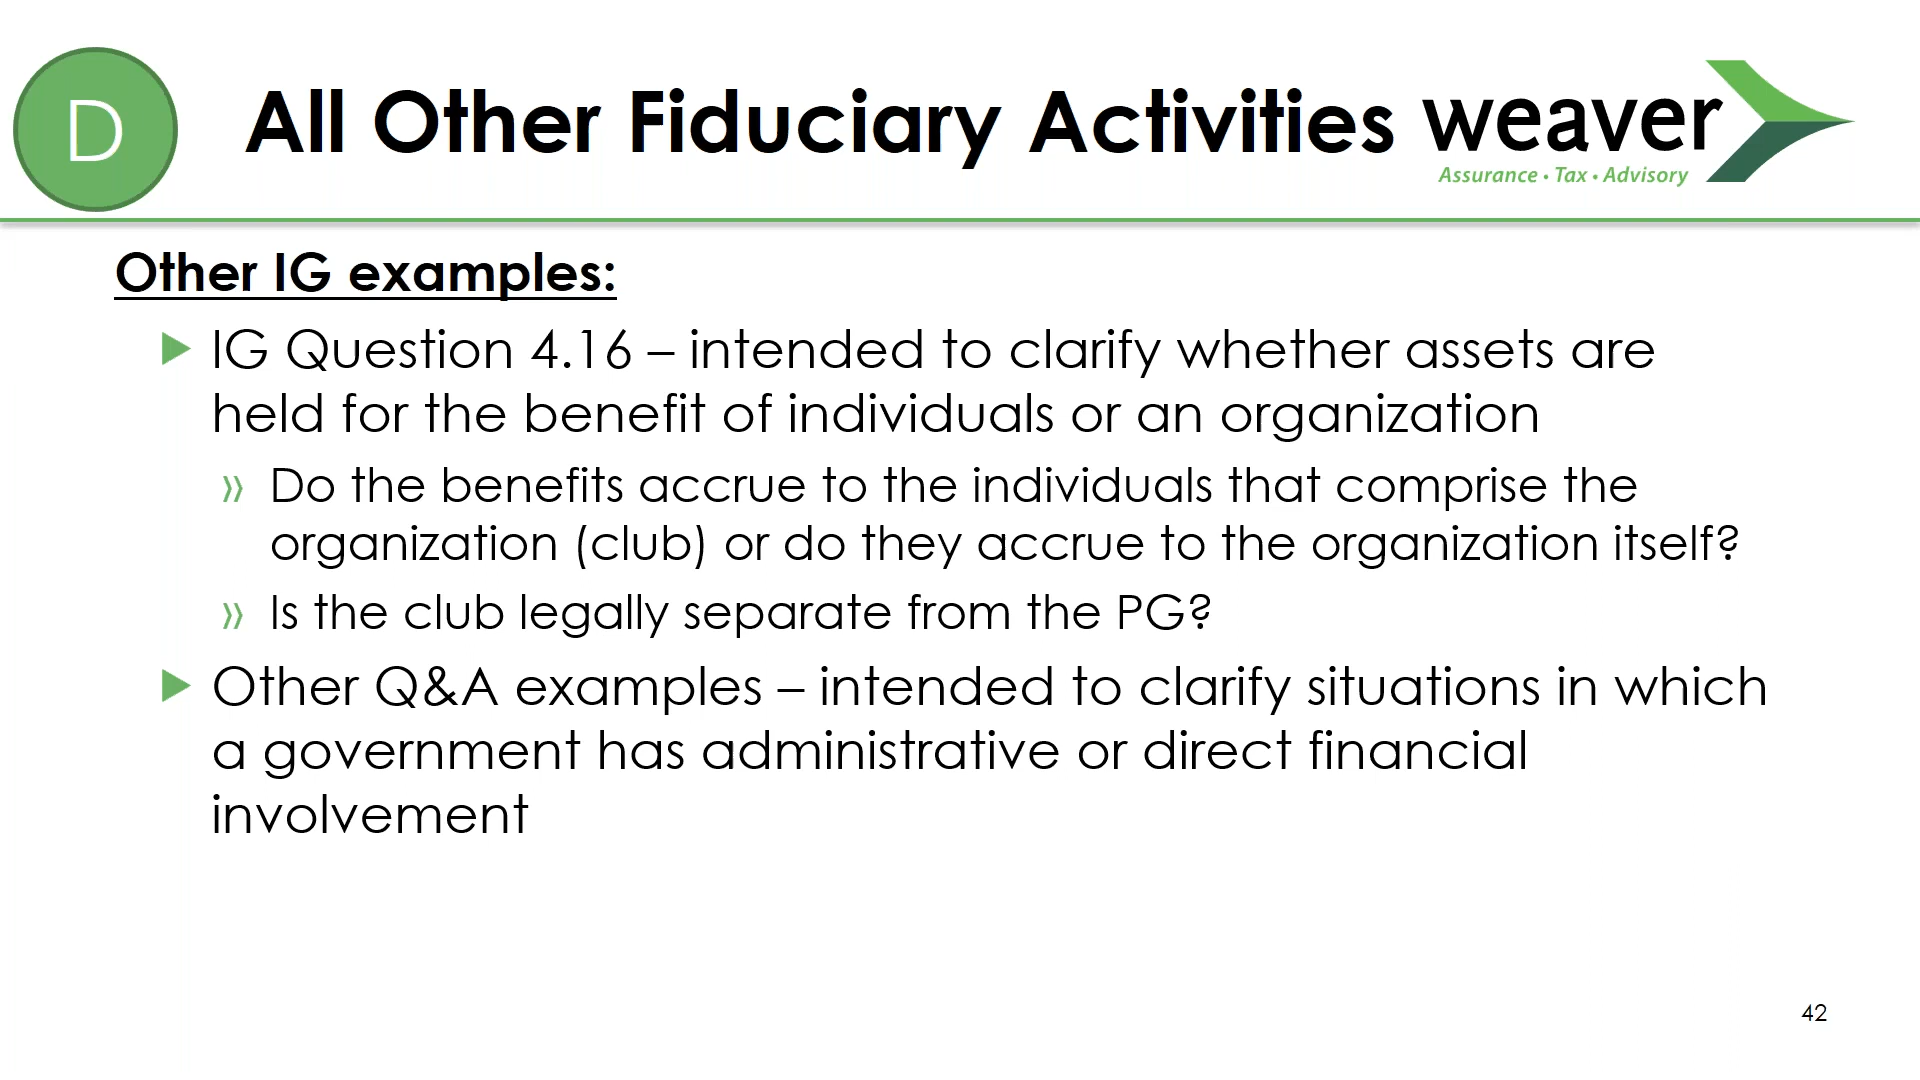 D
All Other Fiduciary Activities
weaver
Assurance • Tax • Advisory
Other IG examples:
IG Question 4.16 – intended to clarify whether assets are
held for the benefit of individuals or an organization
» Do the benefits accrue to the individuals that comprise the
organization (club) or do they accrue to the organization itself?
» Is the club legally separate from the PG?
Other Q&A examples – intended to clarify situations in which
a government has administrative or direct financial
involvement
42